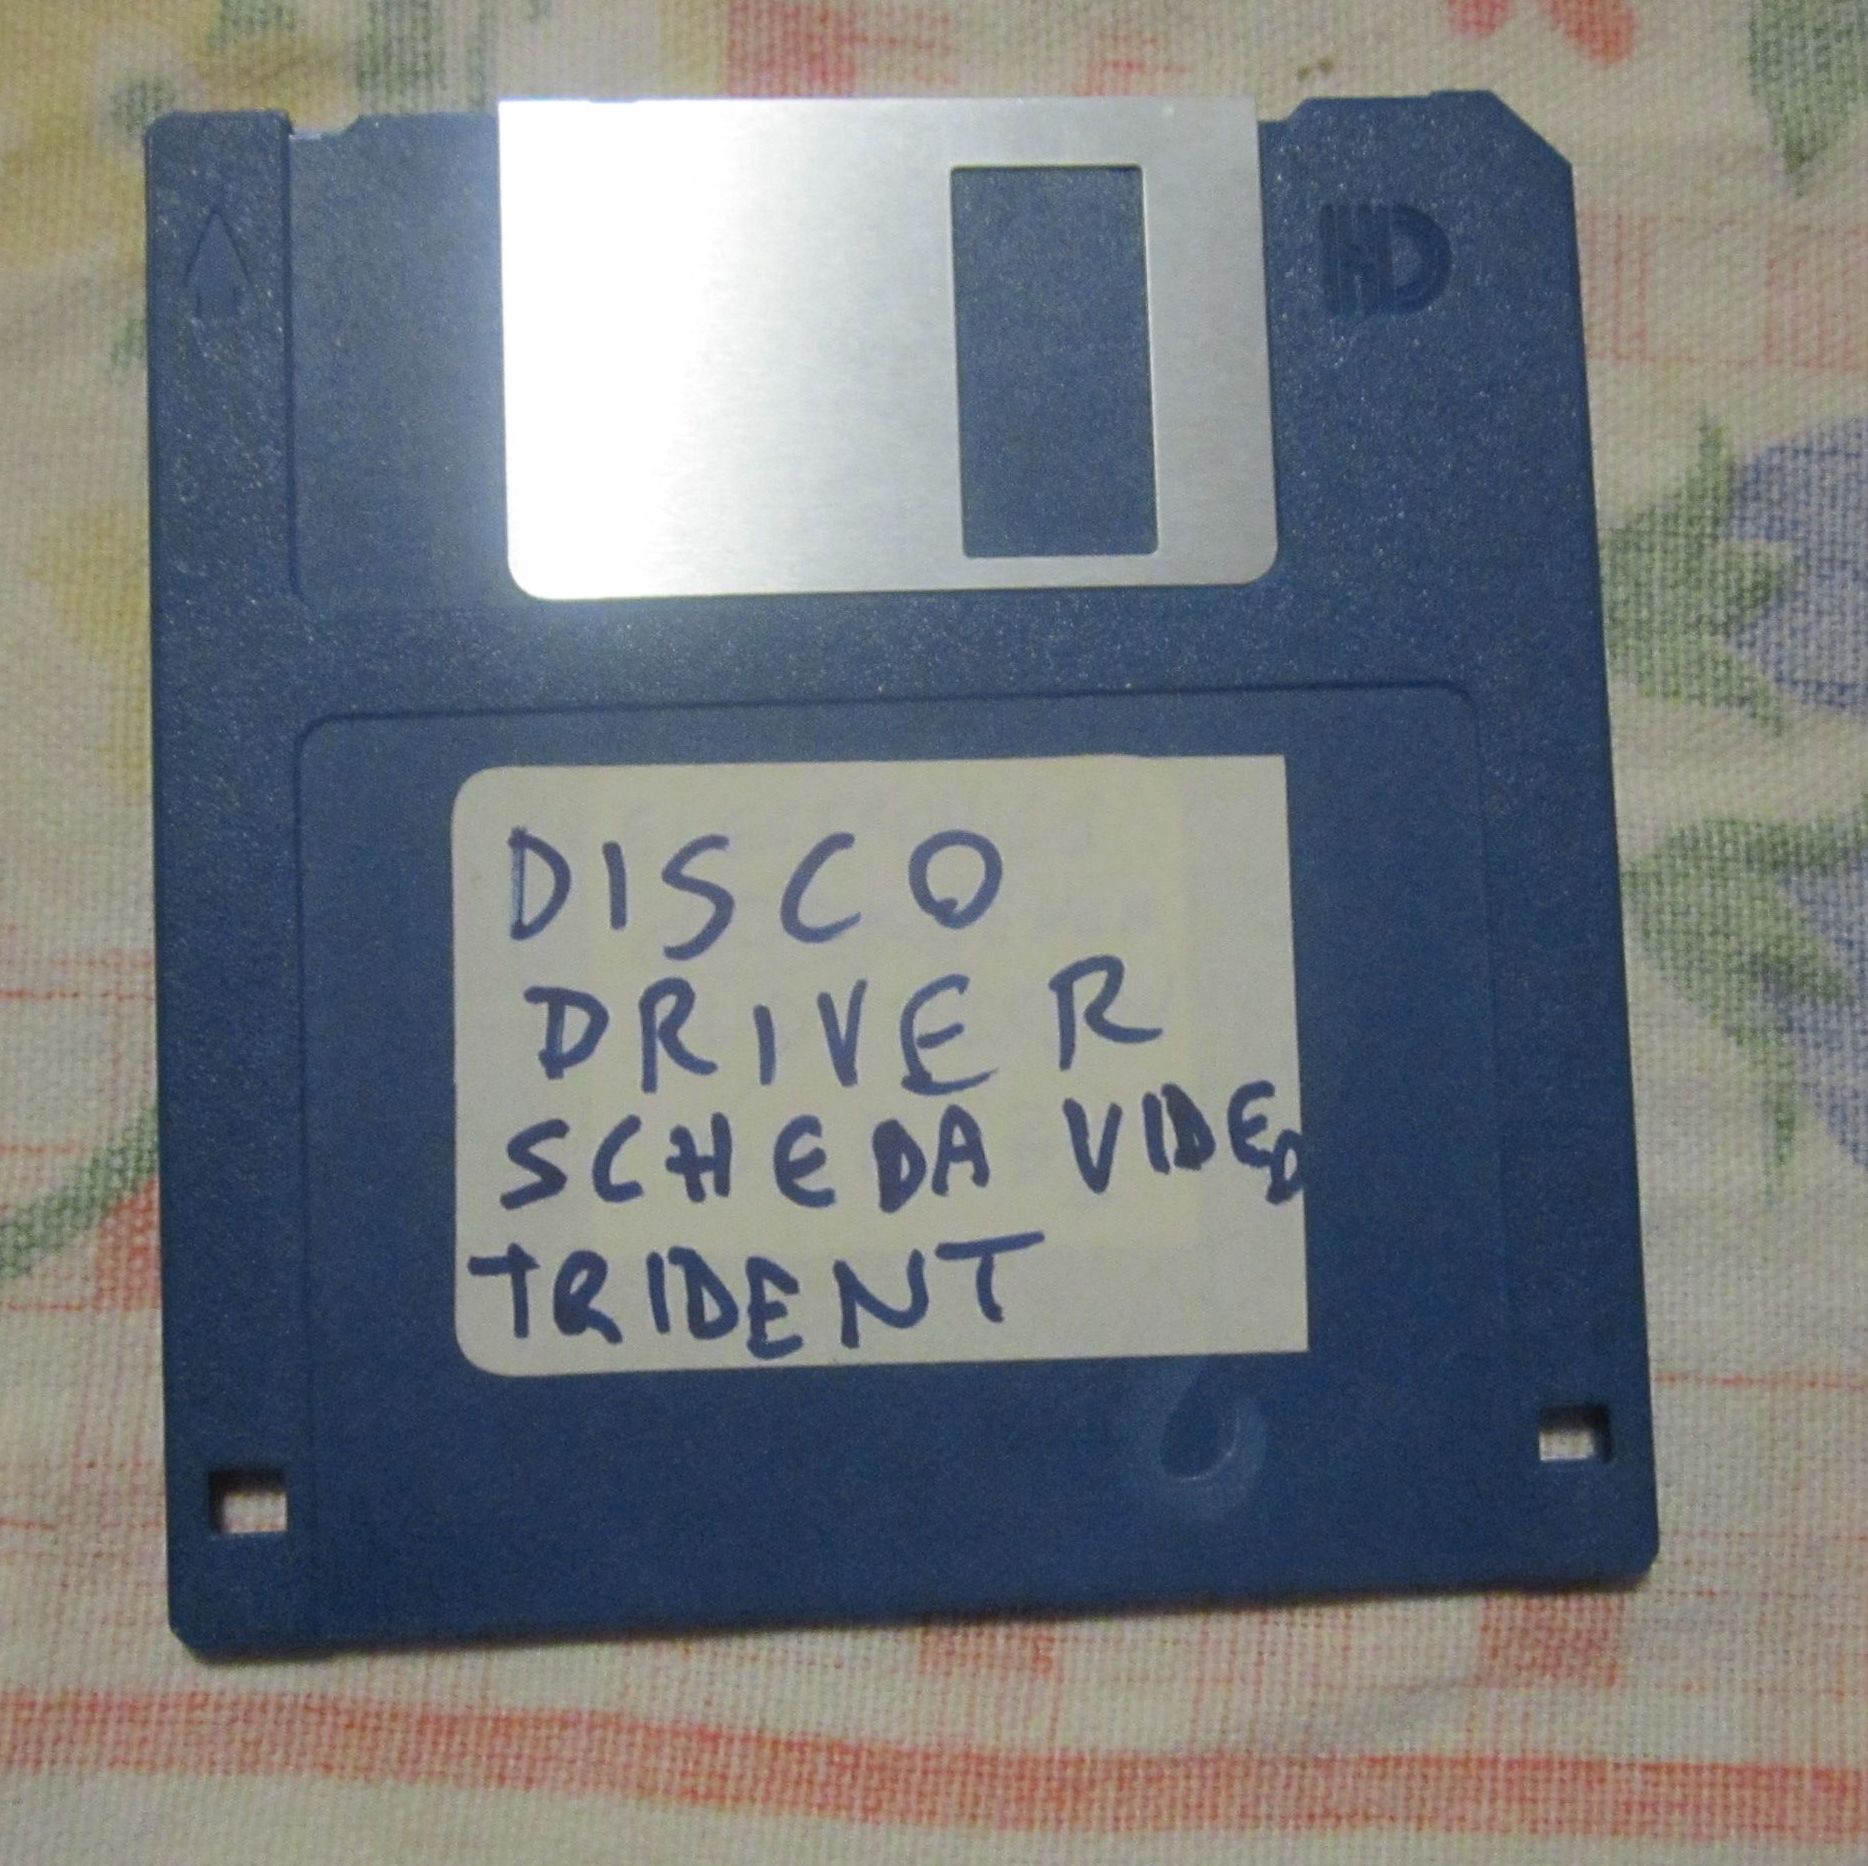 HD
DISCO
DRIVER
SCHEDA VIDEO
TRIDENT